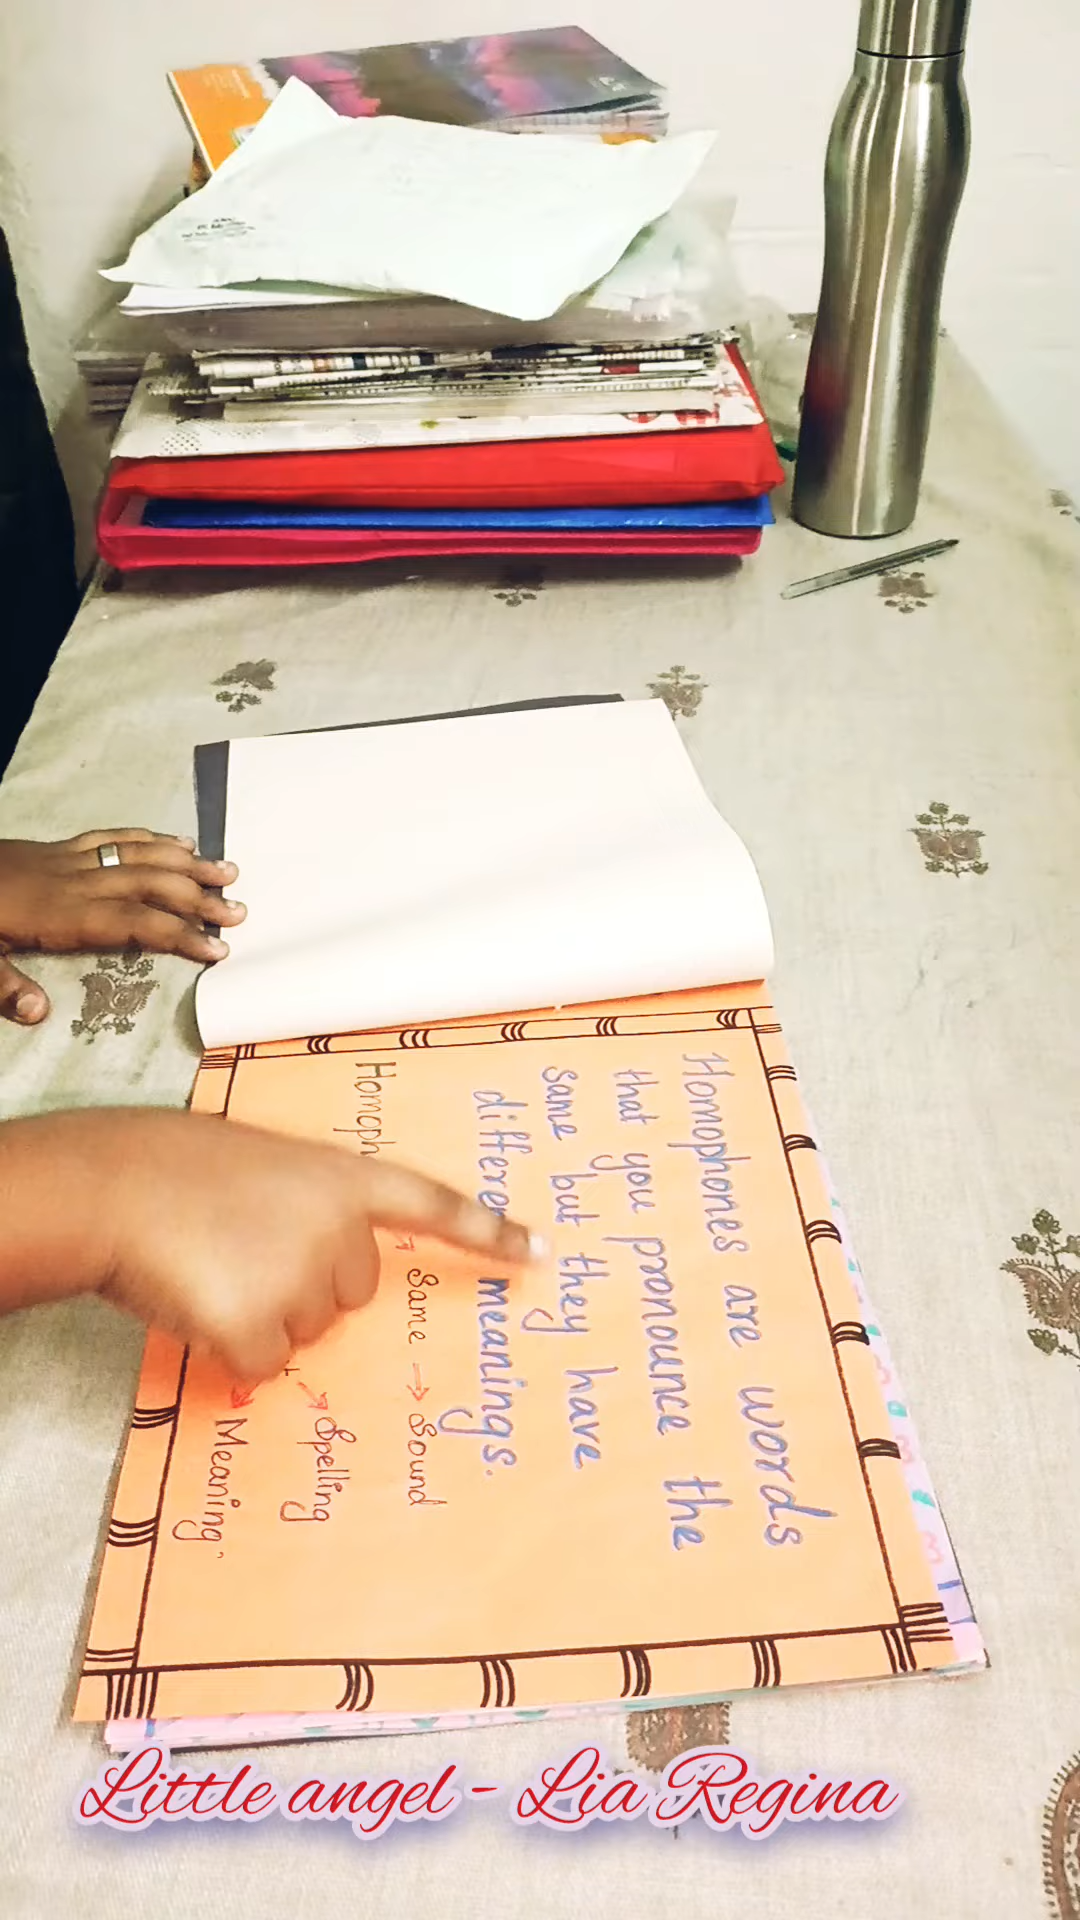 Homophones are words
that you pronounce the
same but they have
different meanings.
Same → Sound
→ Spelling
Meaning.
Little angel - Lia Regina